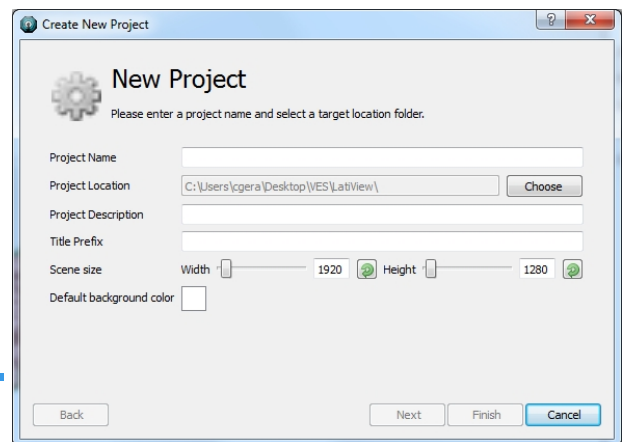 Create New Project
New Project
Please enter a project name and select a target location folder.
Project Name
Project Location C:\Users\cgera\Desktop\VES\LatiView\ Choose
Project Description
Title Prefix
Scene size Width 1920 Height 1280
Default background color
Back Next Finish Cancel